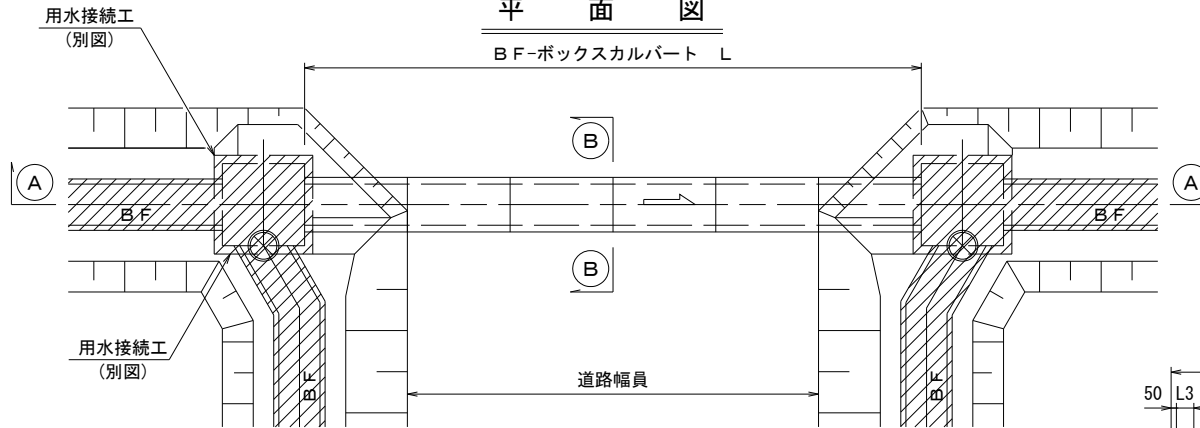 平面図
用水接続工
(別図)
BF-ボックスカルバート L
B
A
A
BF
BF
B
用水接続工
(別図)
道路幅員
BF
BF
50 L3